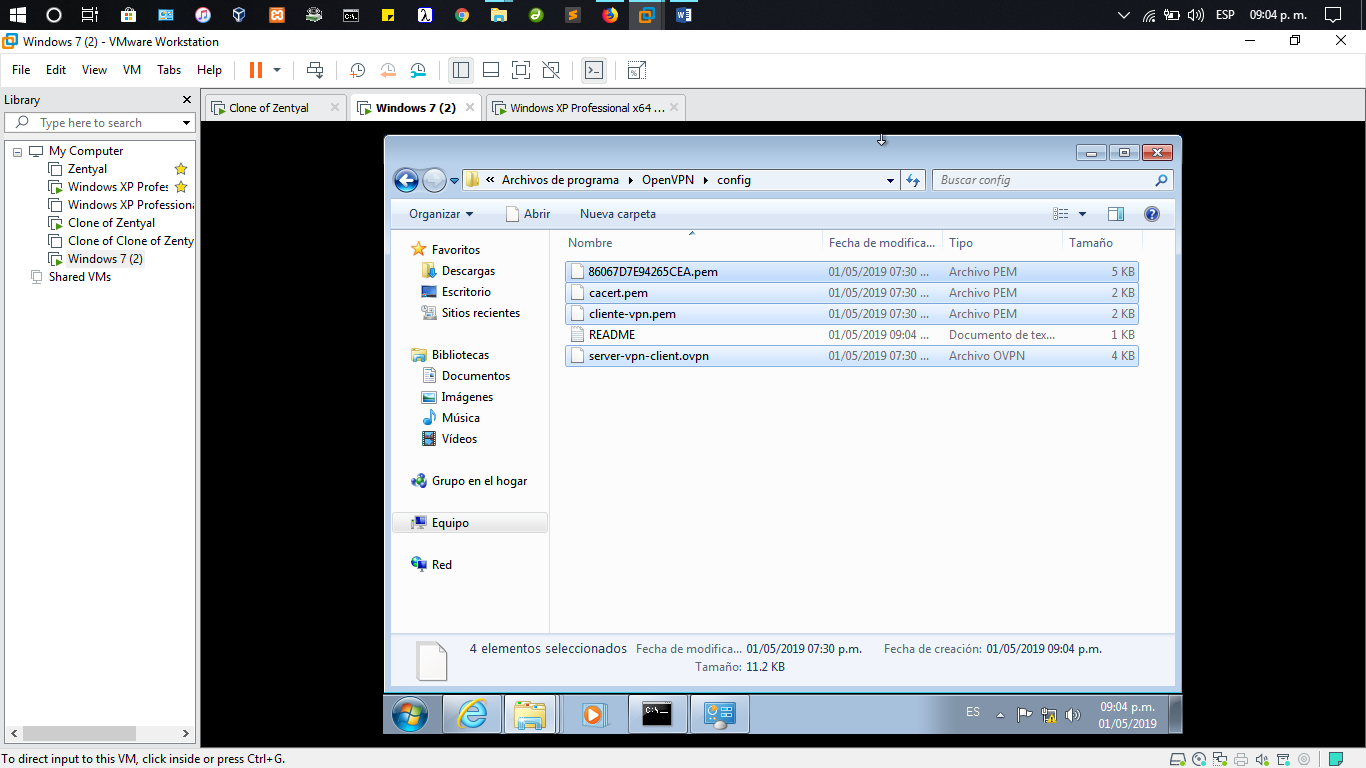 ESP 09:04 p. m.
Windows 7 (2) - VMware Workstation
File Edit View VM Tabs Help
Library
Type here to search
My Computer
Zentyal
Windows XP Profes
Windows XP Professiona
Clone of Zentyal
Clone of Clone of Zenty
Windows 7 (2)
Shared VMs
Clone of Zentyal Windows 7 (2) Windows XP Professional x64 ...
« Archivos de programa OpenVPN config
Buscar config
Organizar Abrir Nueva carpeta
Favoritos
Descargas
Escritorio
Sitios recientes
Bibliotecas
Documentos
Imágenes
Música
Vídeos
Grupo en el hogar
Equipo
Red
Nombre Fecha de modifica... Tipo Tamaño
86067D7E94265CEA.pem 01/05/2019 07:30 ... Archivo PEM 5 KB
cacert.pem 01/05/2019 07:30 ... Archivo PEM 2 KB
cliente-vpn.pem 01/05/2019 07:30 ... Archivo PEM 2 KB
README 01/05/2019 09:04 ... Documento de tex... 1 KB
server-vpn-client.ovpn 01/05/2019 07:30 ... Archivo OVPN 4 KB
4 elementos seleccionados Fecha de modifica... 01/05/2019 07:30 p.m. Fecha de creación: 01/05/2019 09:04 p.m.
Tamaño: 11.2 KB
ES 09:04 p.m.
01/05/2019
To direct input to this VM, click inside or press Ctrl+G.